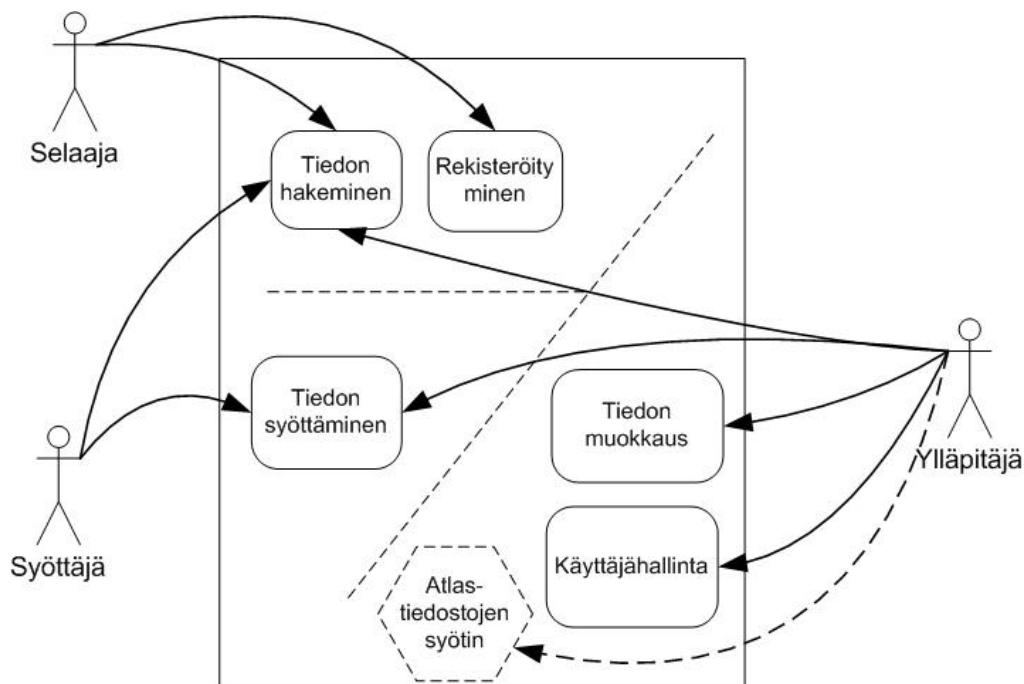 Selaaja
Tiedon
hakeminen
Rekisteröity
minen
Tiedon
syöttäminen
Tiedon
muokkaus
Ylläpitäjä
Syöttäjä
Käyttäjähallinta
Atlas-
tiedostojen
syötin